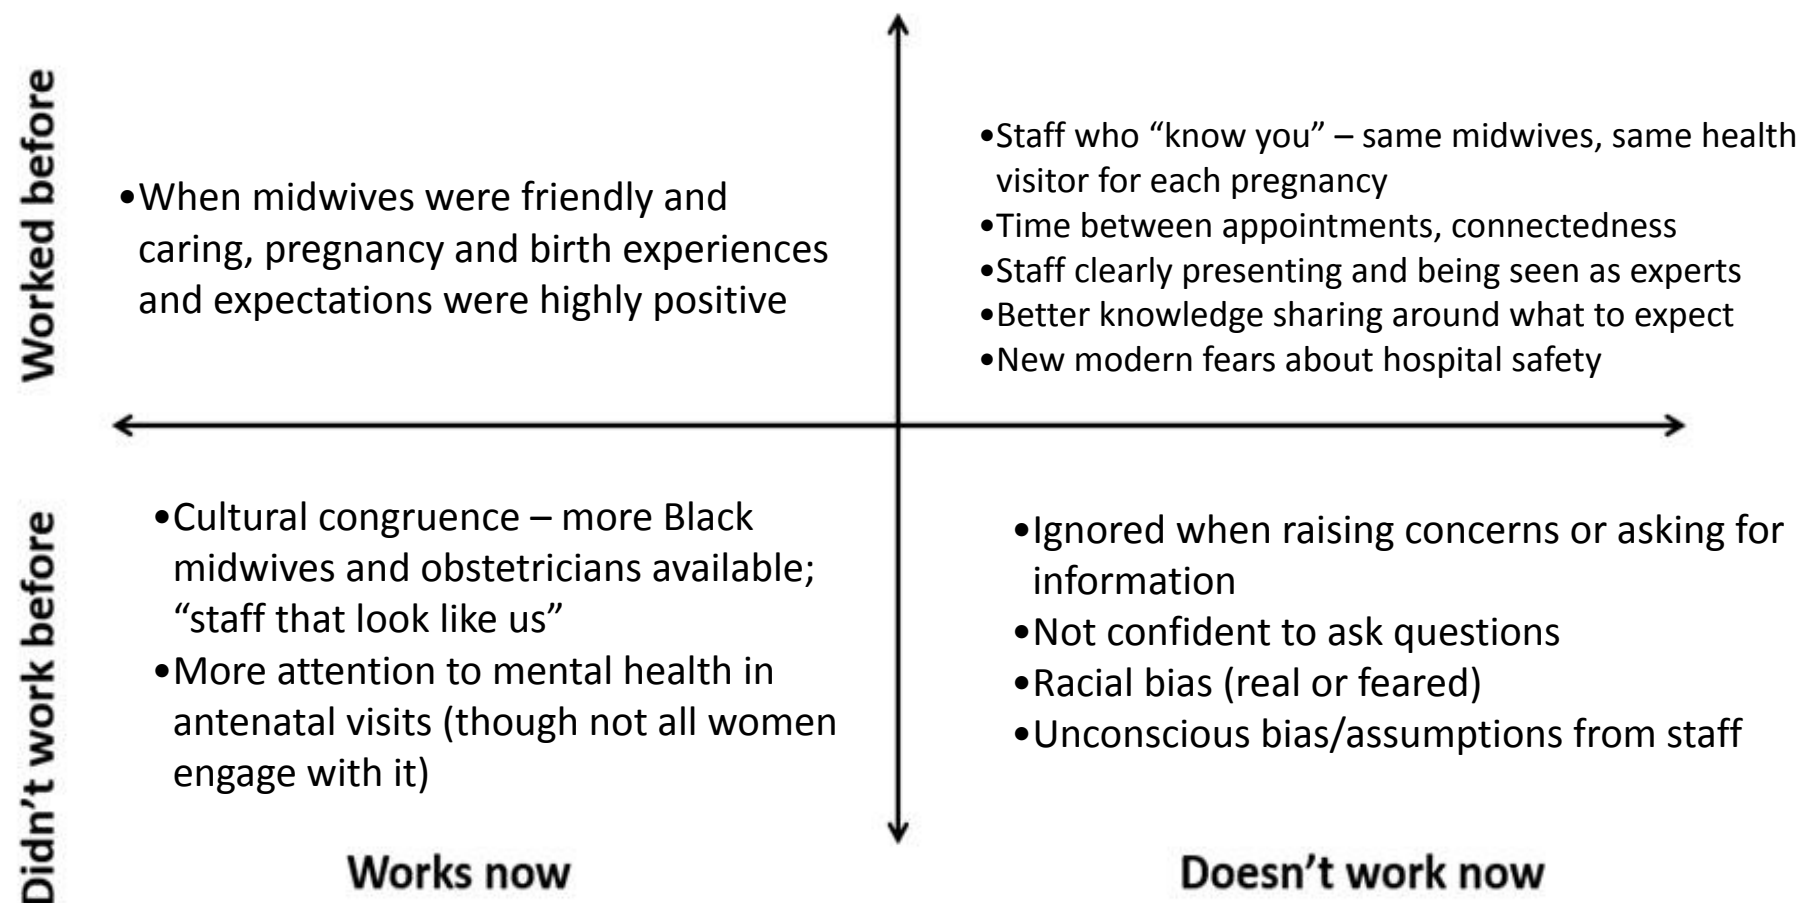 Worked before
•When midwives were friendly and
caring, pregnancy and birth experiences
and expectations were highly positive
•Staff who “know you” – same midwives, same health
visitor for each pregnancy
•Time between appointments, connectedness
•Staff clearly presenting and being seen as experts
•Better knowledge sharing around what to expect
•New modern fears about hospital safety
Didn’t work before
•Cultural congruence – more Black
midwives and obstetricians available;
“staff that look like us”
•More attention to mental health in
antenatal visits (though not all women
engage with it)
•Ignored when raising concerns or asking for
information
•Not confident to ask questions
•Racial bias (real or feared)
•Unconscious bias/assumptions from staff
Works now
Doesn’t work now